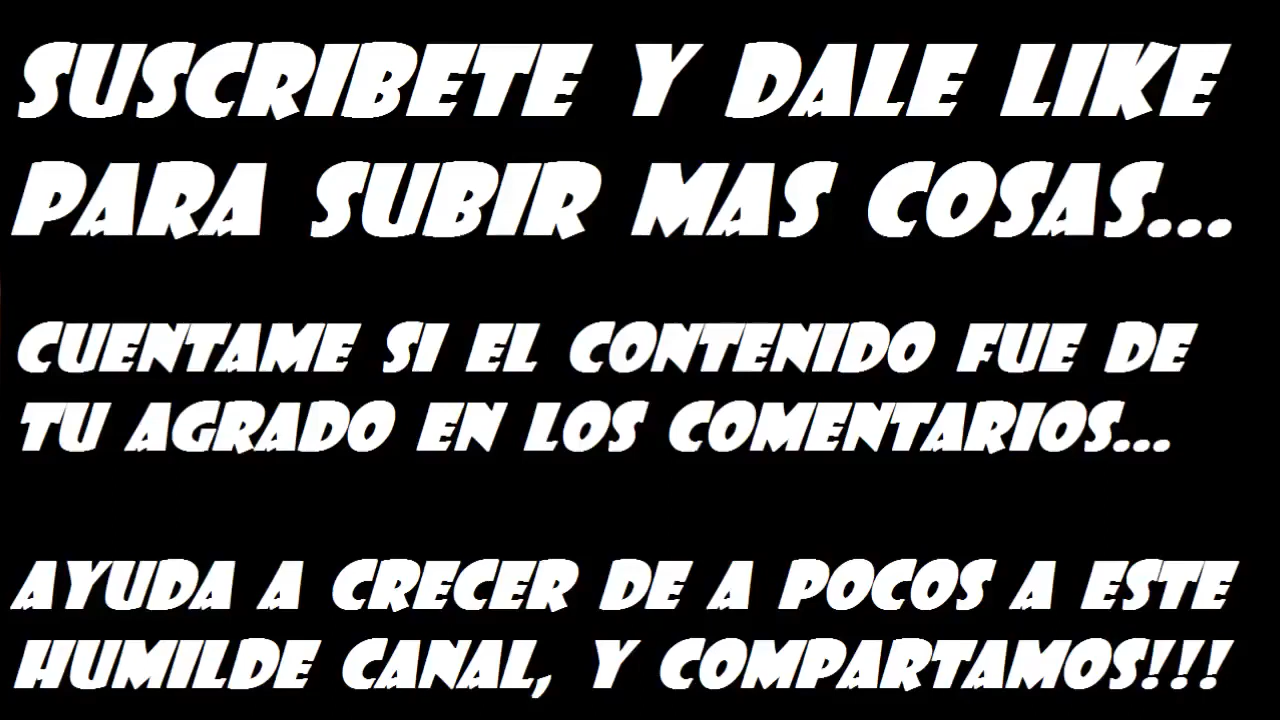 SUSCRIBETE Y DALE LIKE
PARA SUBIR MAS COSAS...
CUENTAME SI EL CONTENIDO FUE DE
TU AGRADO EN LOS COMENTARIOS...
AYUDA A CRECER DE A POCOS A ESTE
HUMILDE CANAL, Y COMPARTAMOS!!!